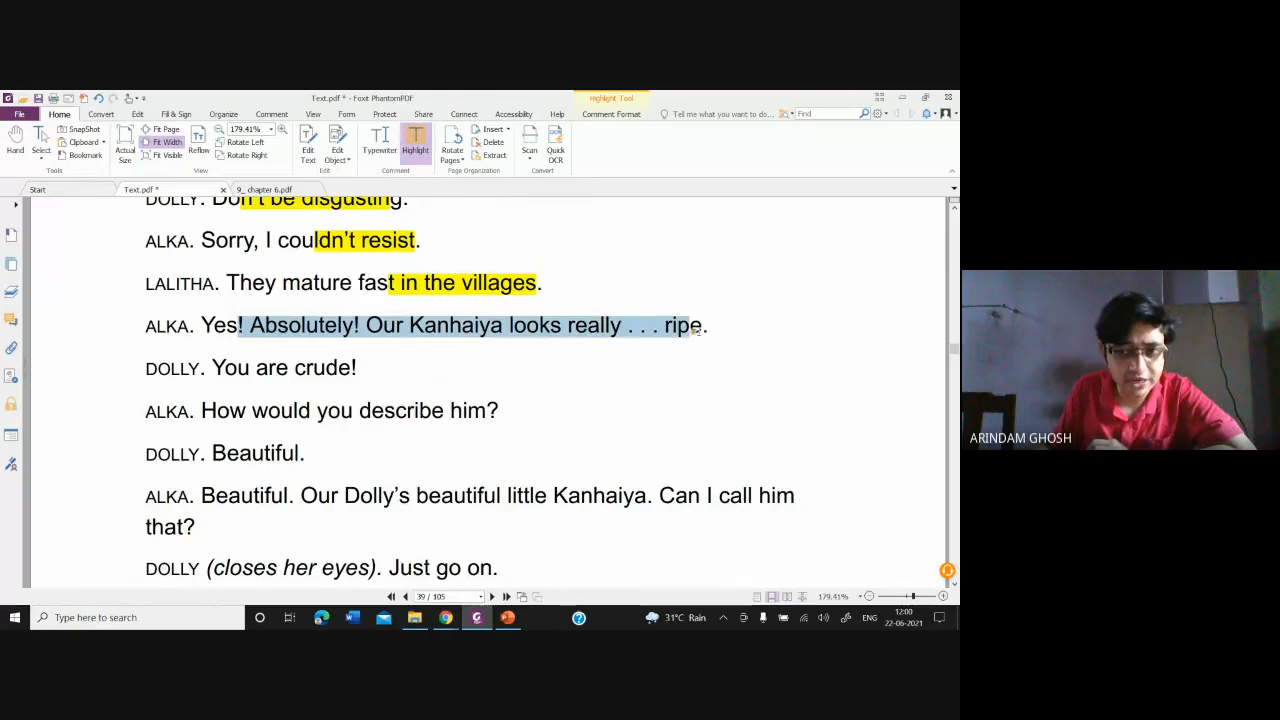 Text.pdf * - Foxit PhantomPDF
Highlight Tool
File Home Convert Edit Fill & Sign Organize Comment View Form Protect Share Connect Accessibility Help Comment Format Tell me what you want to do... Find
SnapShot Fit Page 179.41% Insert
Clipboard Fit Width Rotate Left Delete
Bookmark Fit Visible Rotate Right Extract
Hand Select Actual Size Reflow Edit Text Edit Object Typewriter Highlight Rotate Pages Scan Quick OCR
Tools View Edit Comment Page Organization Convert
Start Text.pdf * 9_ chapter 6.pdf
DOLLY. Don't be disgusting.
ALKA. Sorry, I couldn't resist.
LALITHA. They mature fast in the villages.
ALKA. Yes! Absolutely! Our Kanhaiya looks really . . . ripe.
DOLLY. You are crude!
ALKA. How would you describe him?
DOLLY. Beautiful.
ALKA. Beautiful. Our Dolly's beautiful little Kanhaiya. Can I call him
that?
DOLLY (closes her eyes). Just go on.
ARINDAM GHOSH
39 / 105 179.41%
Type here to search 31°C Rain ENG 12:00
22-06-2021